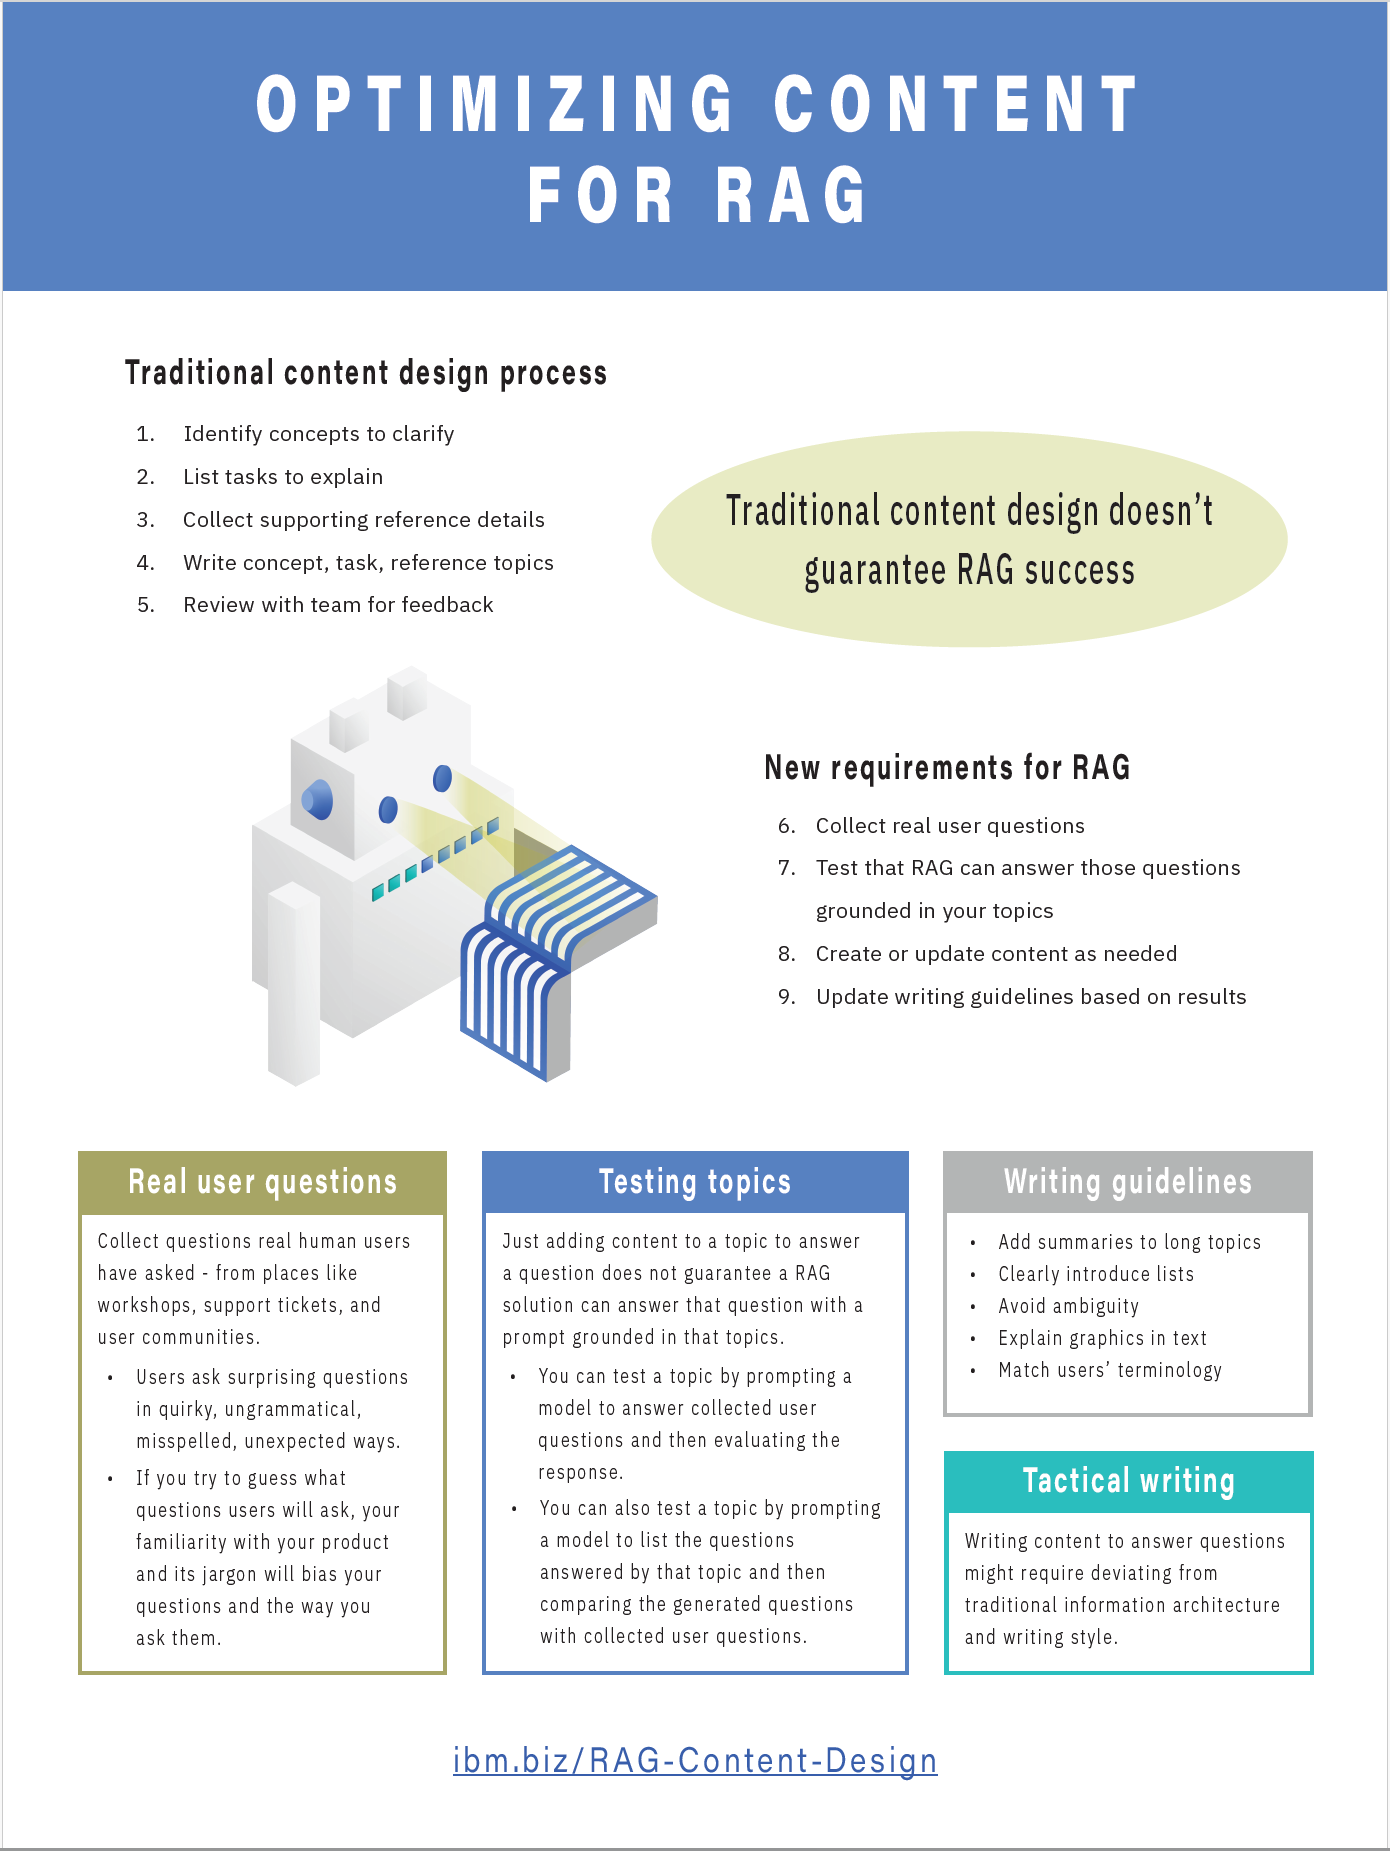 OPTIMIZING CONTENT
FOR RAG
Traditional content design process
1. Identify concepts to clarify
2. List tasks to explain
3. Collect supporting reference details
4. Write concept, task, reference topics
5. Review with team for feedback
Traditional content design doesn’t
guarantee RAG success
New requirements for RAG
6. Collect real user questions
7. Test that RAG can answer those questions
grounded in your topics
8. Create or update content as needed
9. Update writing guidelines based on results
Real user questions
Collect questions real human users
have asked - from places like
workshops, support tickets, and
user communities.
• Users ask surprising questions
in quirky, ungrammatical,
misspelled, unexpected ways.
• If you try to guess what
questions users will ask, your
familiarity with your product
and its jargon will bias your
questions and the way you
ask them.
Testing topics
Just adding content to a topic to answer
a question does not guarantee a RAG
solution can answer that question with a
prompt grounded in that topics.
• You can test a topic by prompting a
model to answer collected user
questions and then evaluating the
response.
• You can also test a topic by prompting
a model to list the questions
answered by that topic and then
comparing the generated questions
with collected user questions.
Writing guidelines
• Add summaries to long topics
• Clearly introduce lists
• Avoid ambiguity
• Explain graphics in text
• Match users’ terminology
Tactical writing
Writing content to answer questions
might require deviating from
traditional information architecture
and writing style.
ibm.biz/RAG-Content-Design